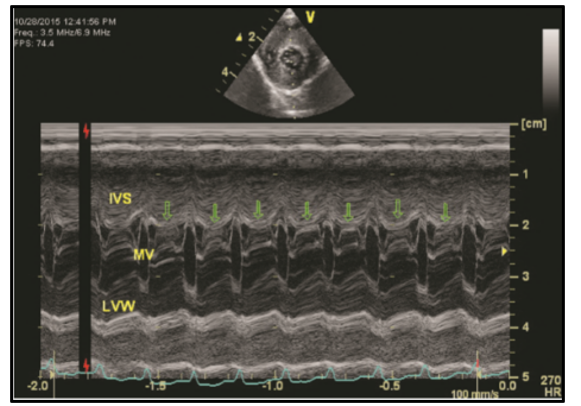 10/28/2015 12:41:56 PM
Freq.: 3.5 MHz/6.9 MHz
FPS: 74.4
V
2
4
[cm]
1
IVS
2
MV
3
LVW
4
5
-2.0 -1.5 -1.0 -0.5 0.0
270
HR
100 mm/s